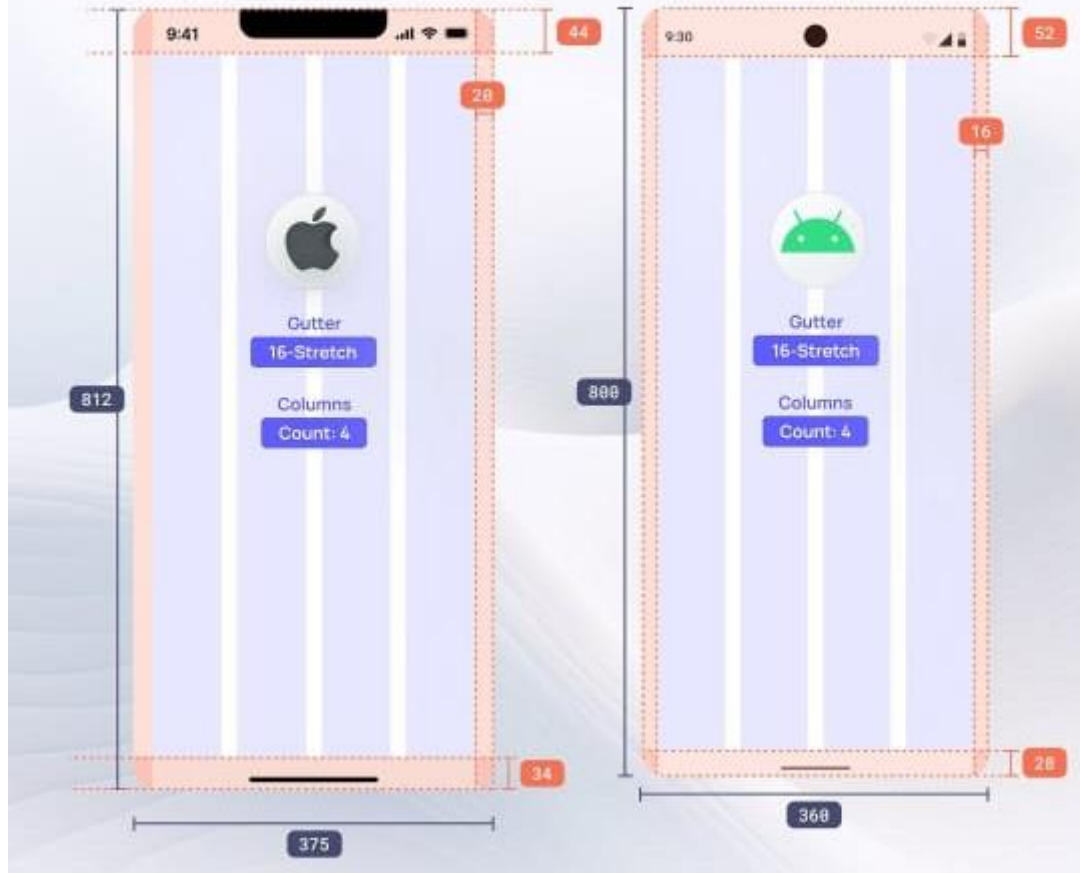 9:41
44
20
812
Gutter
16-Stretch
Columns
Count: 4
34
375
9:30
52
16
800
Gutter
16-Stretch
Columns
Count: 4
28
360